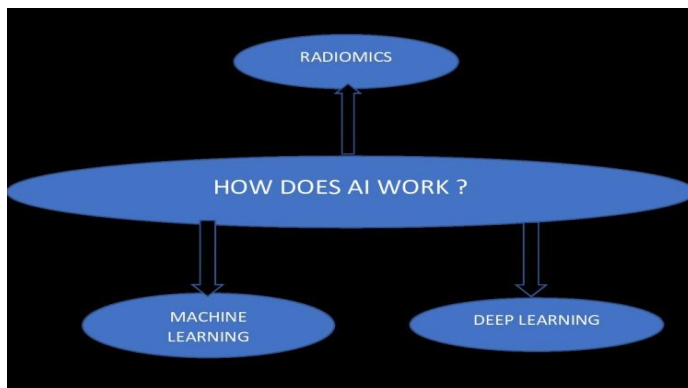 RADIOMICS
HOW DOES AI WORK ?
MACHINE
LEARNING
DEEP LEARNING